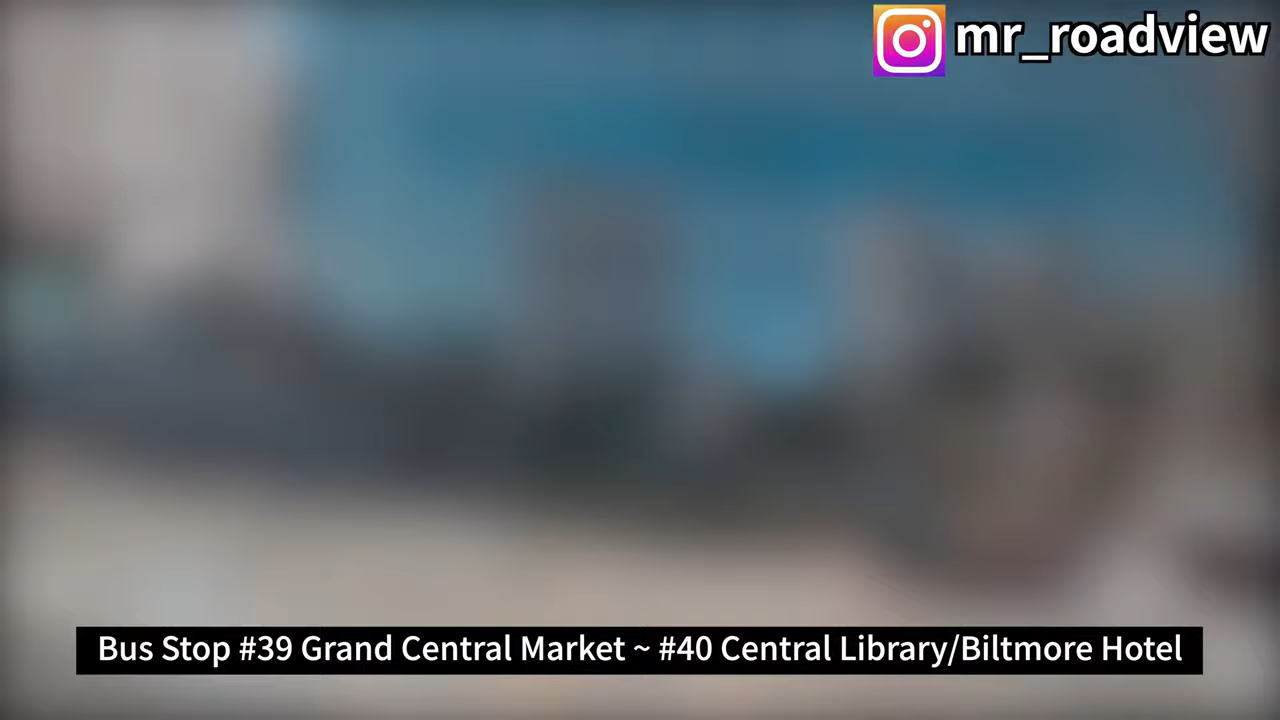 mr_roadview
Bus Stop #39 Grand Central Market ~ #40 Central Library/Biltmore Hotel